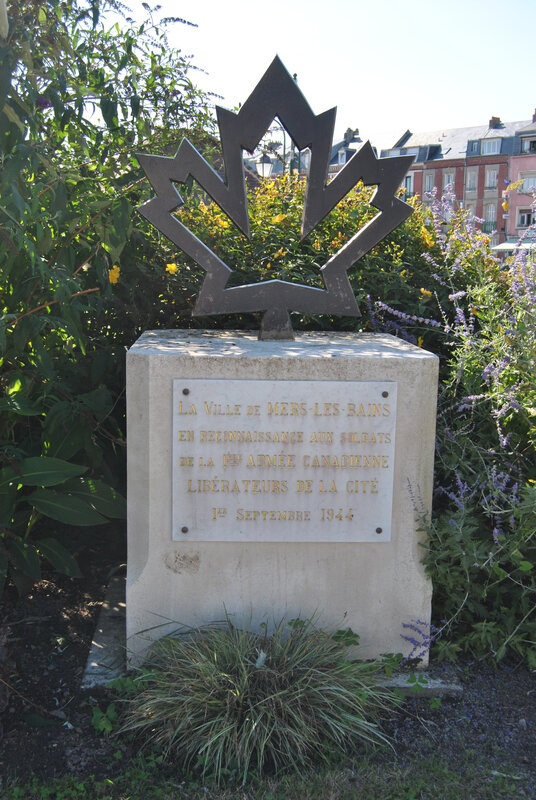 La Ville de MERS-LES-BAINS
EN RECONNAISSANCE AUX SOLDATS
DE LA Ière ARMÉE CANADIENNE
LIBÉRATEURS DE LA CITÉ
1er Septembre 1944